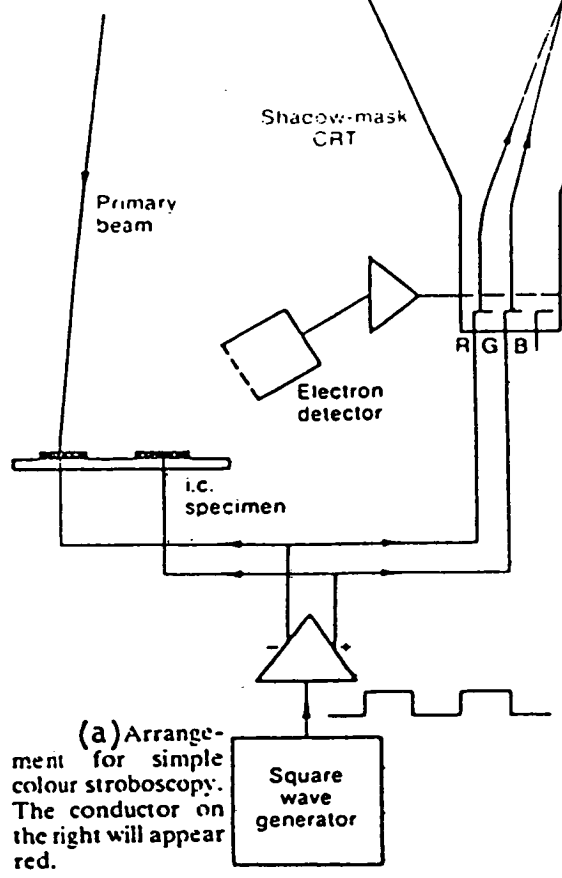 Shadow-mask
CRT
Primary
beam
R G B
Electron
detector
i.c.
specimen
- +
(a) Arrange-
ment for simple
colour stroboscopy.
The conductor on
the right will appear
red.
Square
wave
generator